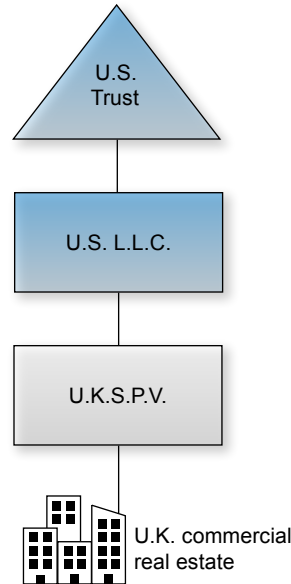 U.S.
Trust
U.S. L.L.C.
U.K.S.P.V.
U.K. commercial
real estate